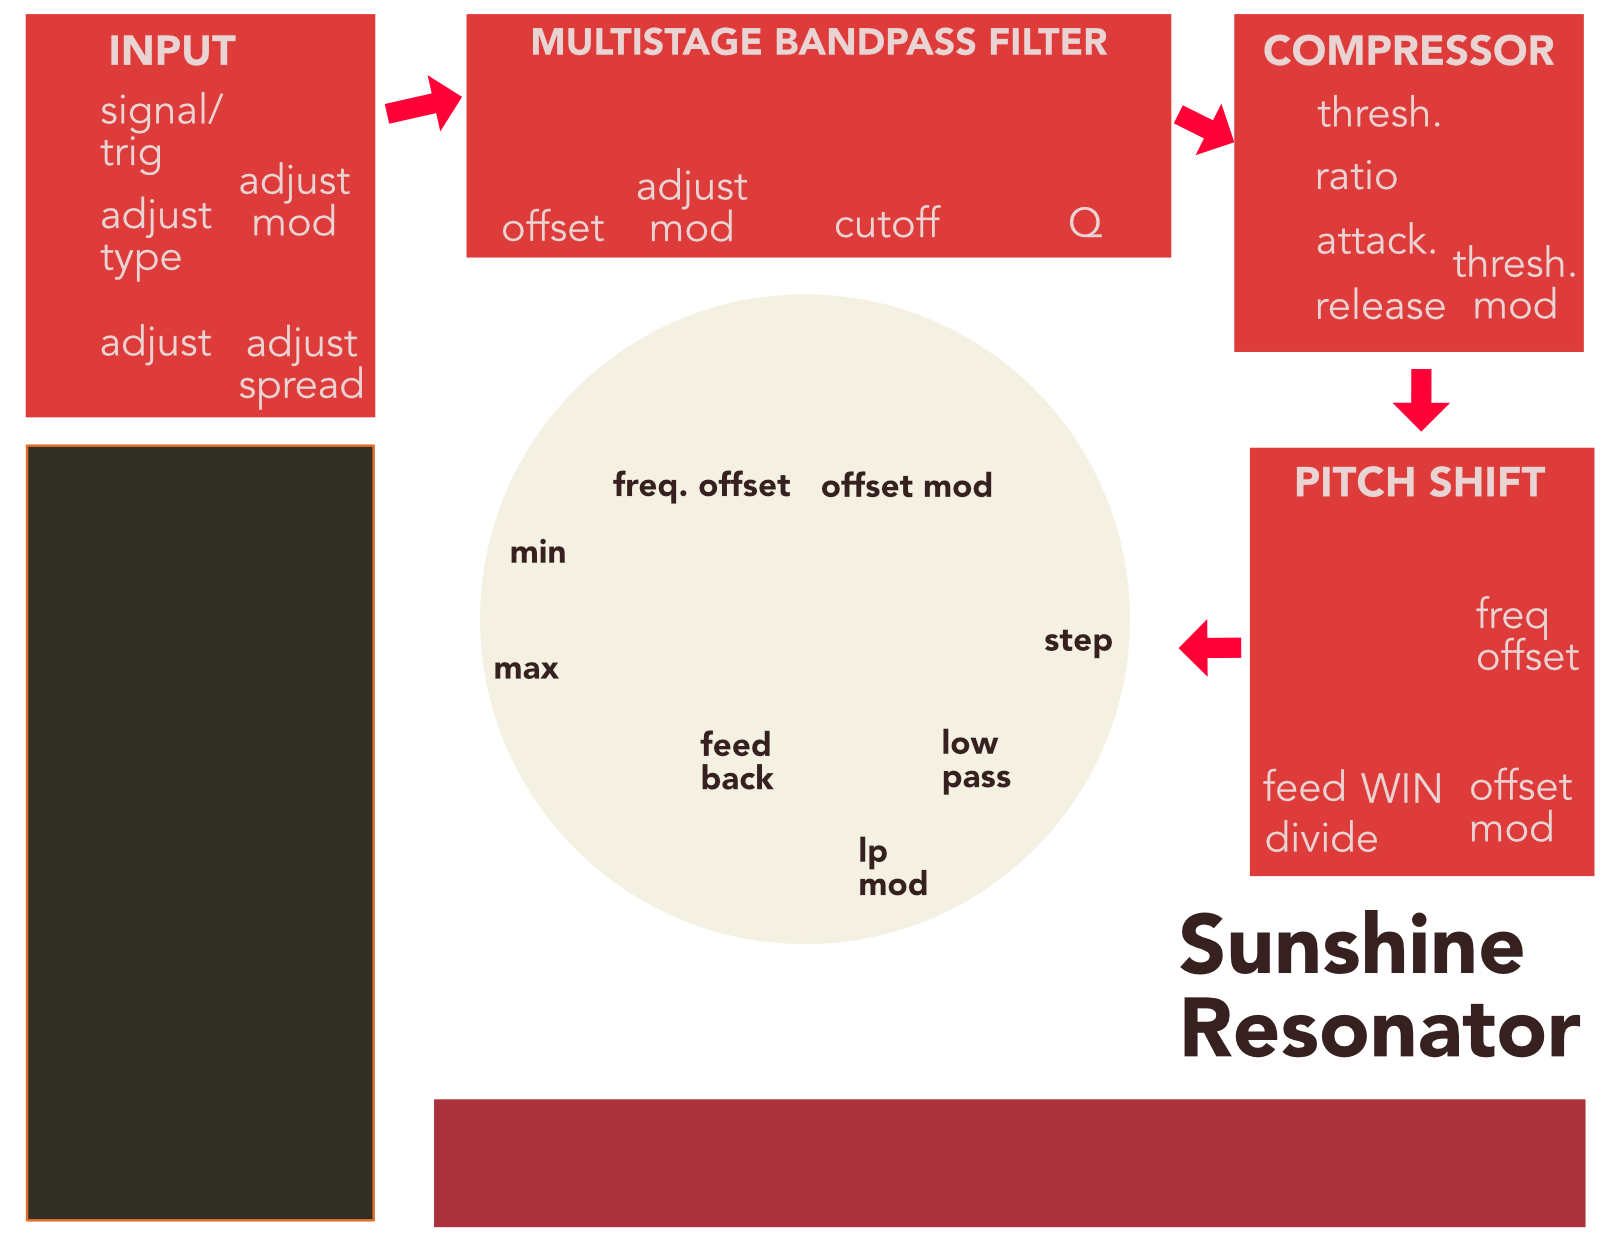 INPUT
signal/
trig
adjust
mod
adjust
type
adjust
adjust
spread
MULTISTAGE BANDPASS FILTER
offset
adjust
mod
cutoff
Q
COMPRESSOR
thresh.
ratio
attack.
release
thresh.
mod
PITCH SHIFT
freq
offset
feed WIN
divide
offset
mod
freq. offset
offset mod
min
max
step
feed
back
low
pass
lp
mod
Sunshine
Resonator